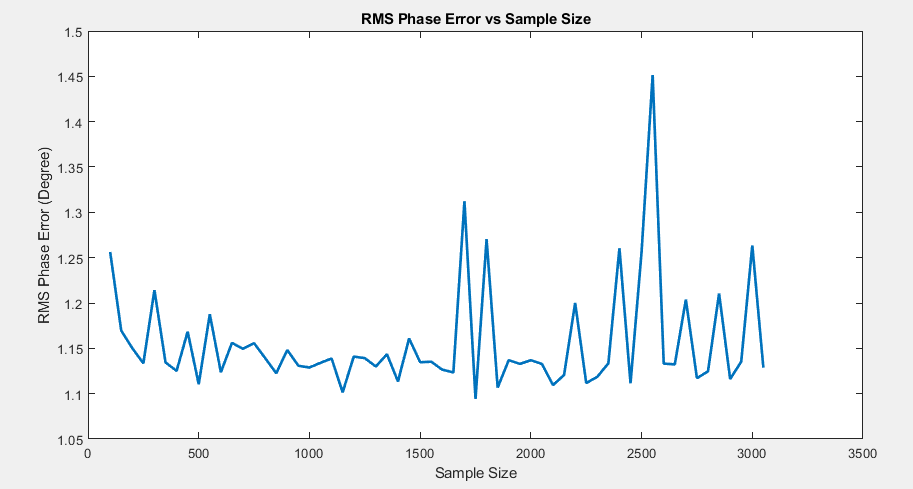 RMS Phase Error vs Sample Size
1.5
1.45
1.4
1.35
1.3
1.25
1.2
1.15
1.1
1.05
RMS Phase Error (Degree)
0 500 1000 1500 2000 2500 3000 3500
Sample Size